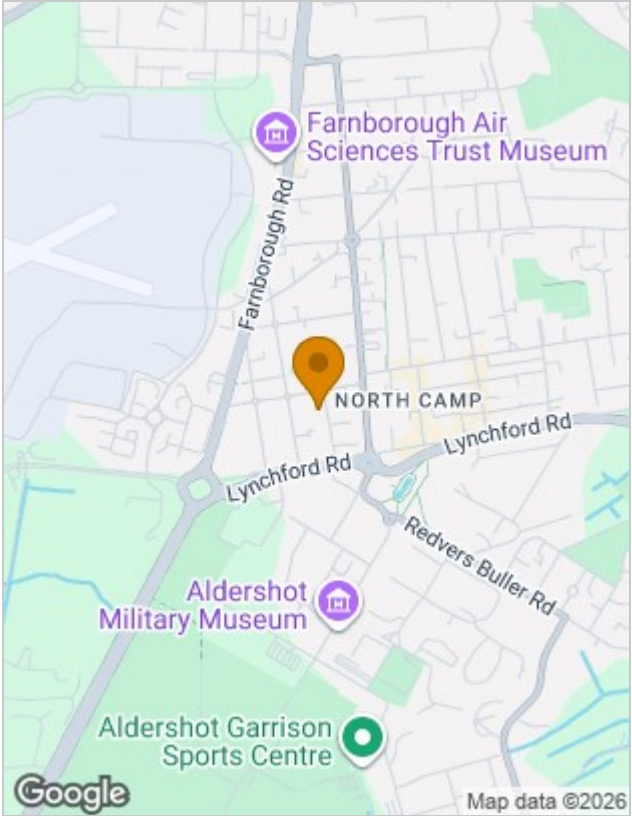 Farnborough Air
Sciences Trust Museum
Farnborough Rd
NORTH CAMP
Lynchford Rd
Lynchford Rd
Redvers Buller Rd
Aldershot
Military Museum
Aldershot Garrison
Sports Centre
Google
Map data ©2026